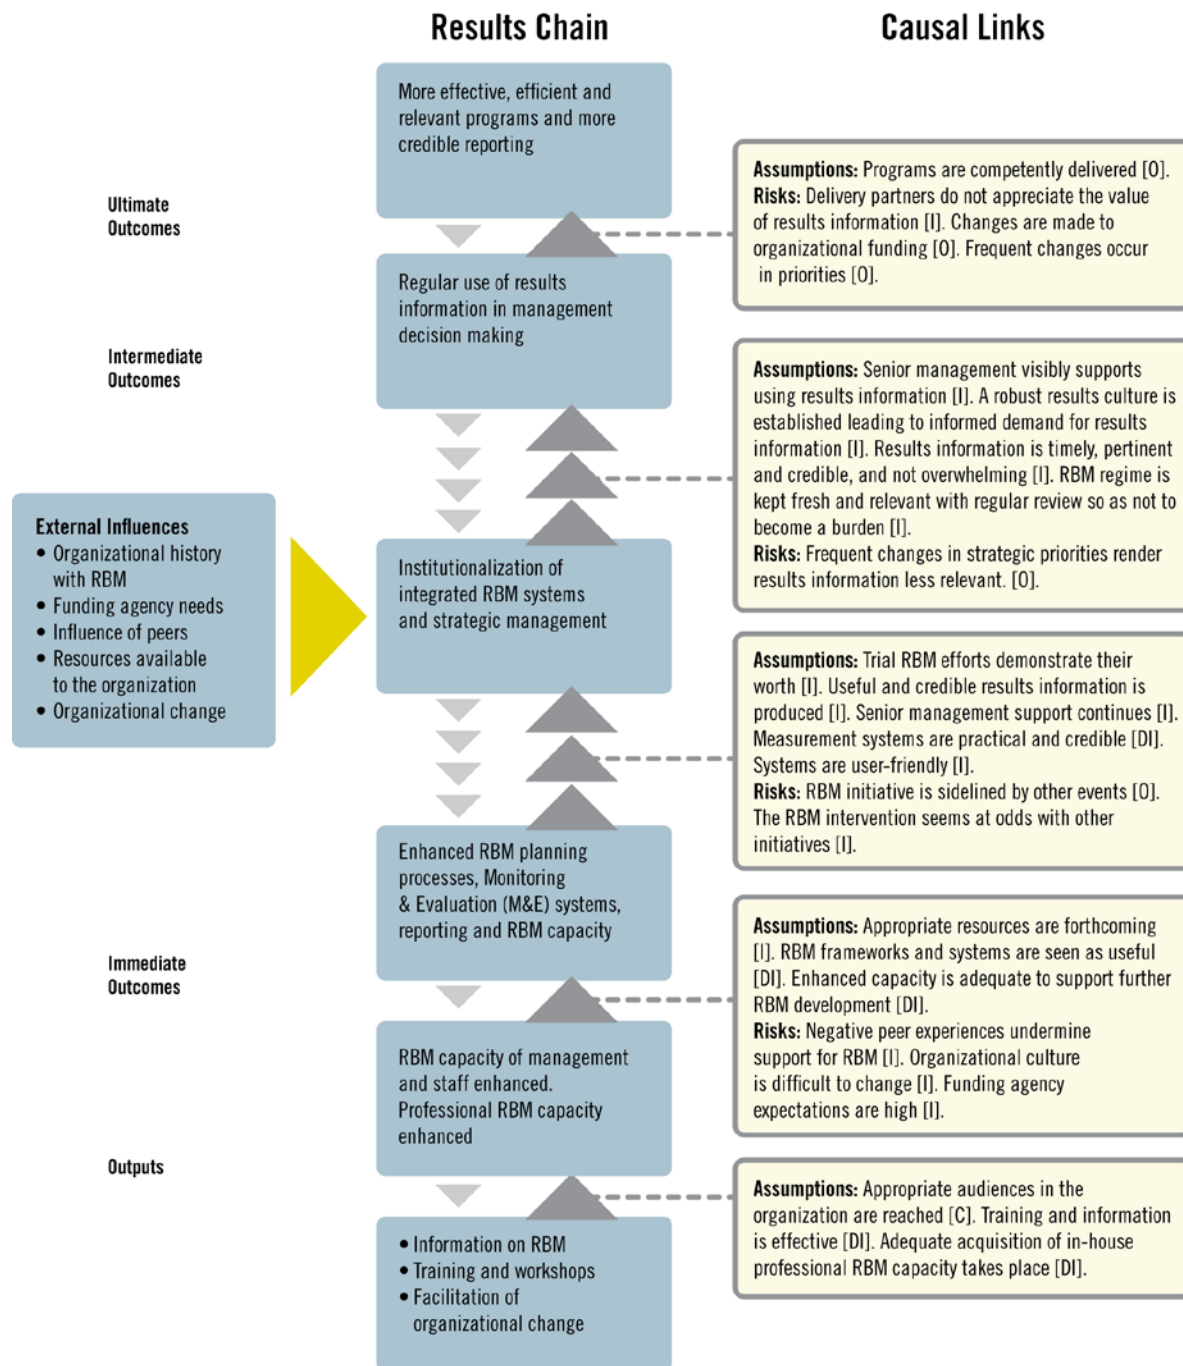 Results Chain
Causal Links
More effective, efficient and
relevant programs and more
credible reporting
Assumptions: Programs are competently delivered [O].
Risks: Delivery partners do not appreciate the value
of results information [I]. Changes are made to
organizational funding [O]. Frequent changes occur
in priorities [O].
Ultimate
Outcomes
Regular use of results
information in management
decision making
Intermediate
Outcomes
Assumptions: Senior management visibly supports
using results information [I]. A robust results culture is
established leading to informed demand for results
information [I]. Results information is timely, pertinent
and credible, and not overwhelming [I]. RBM regime is
kept fresh and relevant with regular review so as not to
become a burden [I].
Risks: Frequent changes in strategic priorities render
results information less relevant. [O].
External Influences
• Organizational history
with RBM
• Funding agency needs
• Influence of peers
• Resources available
to the organization
• Organizational change
Institutionalization of
integrated RBM systems
and strategic management
Assumptions: Trial RBM efforts demonstrate their
worth [I]. Useful and credible results information is
produced [I]. Senior management support continues [I].
Measurement systems are practical and credible [DI].
Systems are user-friendly [I].
Risks: RBM initiative is sidelined by other events [O].
The RBM intervention seems at odds with other
initiatives [I].
Enhanced RBM planning
processes, Monitoring
& Evaluation (M&E) systems,
reporting and RBM capacity
Immediate
Outcomes
Assumptions: Appropriate resources are forthcoming
[I]. RBM frameworks and systems are seen as useful
[DI]. Enhanced capacity is adequate to support further
RBM development [DI].
Risks: Negative peer experiences undermine
support for RBM [I]. Organizational culture
is difficult to change [I]. Funding agency
expectations are high [I].
RBM capacity of management
and staff enhanced.
Professional RBM capacity
enhanced
Outputs
Assumptions: Appropriate audiences in the
organization are reached [C]. Training and information
is effective [DI]. Adequate acquisition of in-house
professional RBM capacity takes place [DI].
• Information on RBM
• Training and workshops
• Facilitation of
organizational change